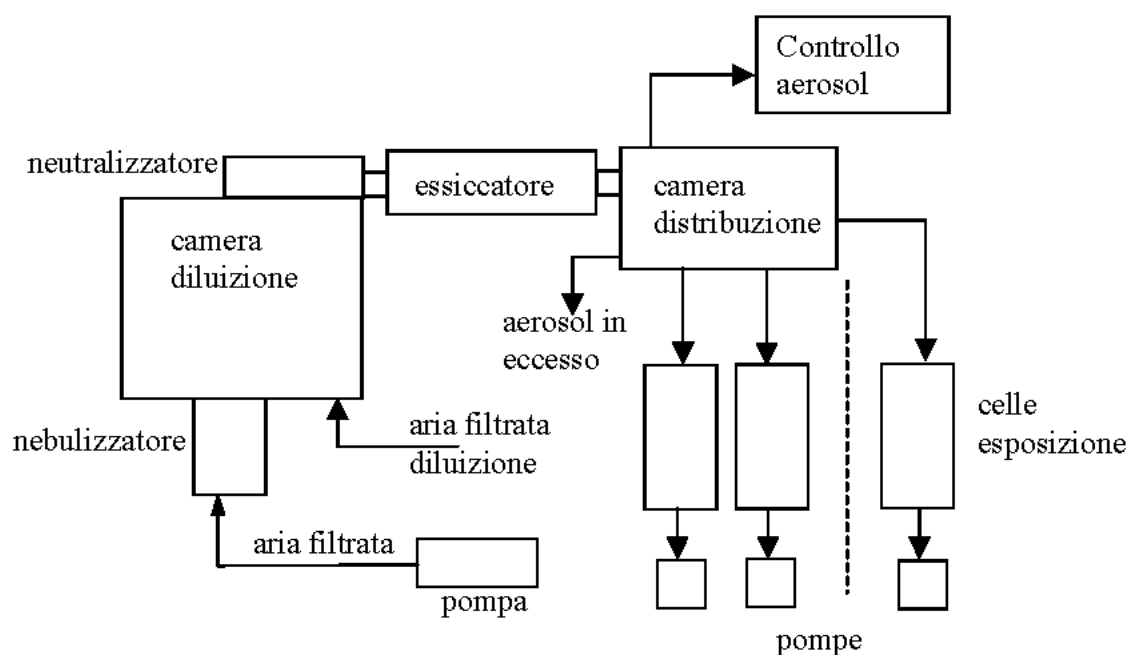 Controllo
aerosol
neutralizzatore
essiccatore
camera
distribuzione
camera
diluizione
aerosol in
eccesso
aria filtrata
diluizione
celle
esposizione
nebulizzatore
aria filtrata
pompa
pompe